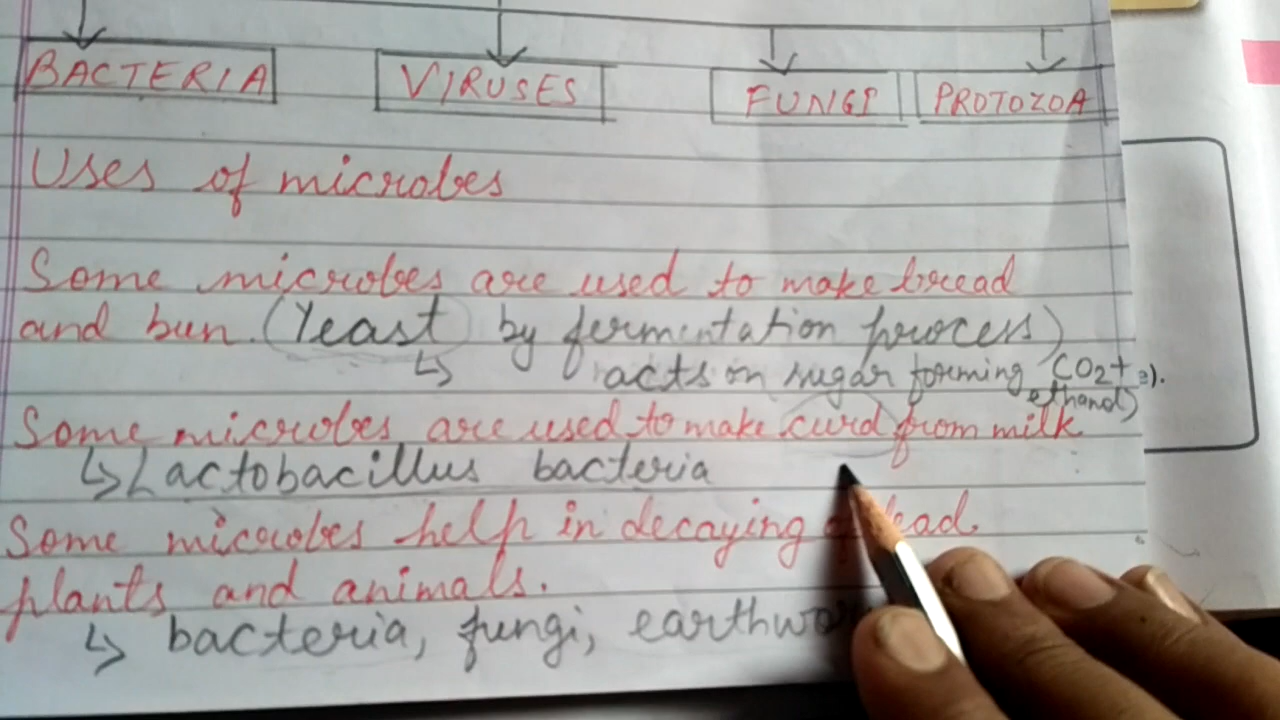 BACTERIA VIRUSES FUNGI PROTOZOA
Uses of microbes
Some microbes are used to make bread
and bun. (Yeast by fermentation process)
↳ acts on sugar forming CO2+
ethanol)
Some microbes are used to make curd from milk
↳ Lactobacillus bacteria
Some microbes help in decaying of dead
plants and animals.
↳ bacteria, fungi,